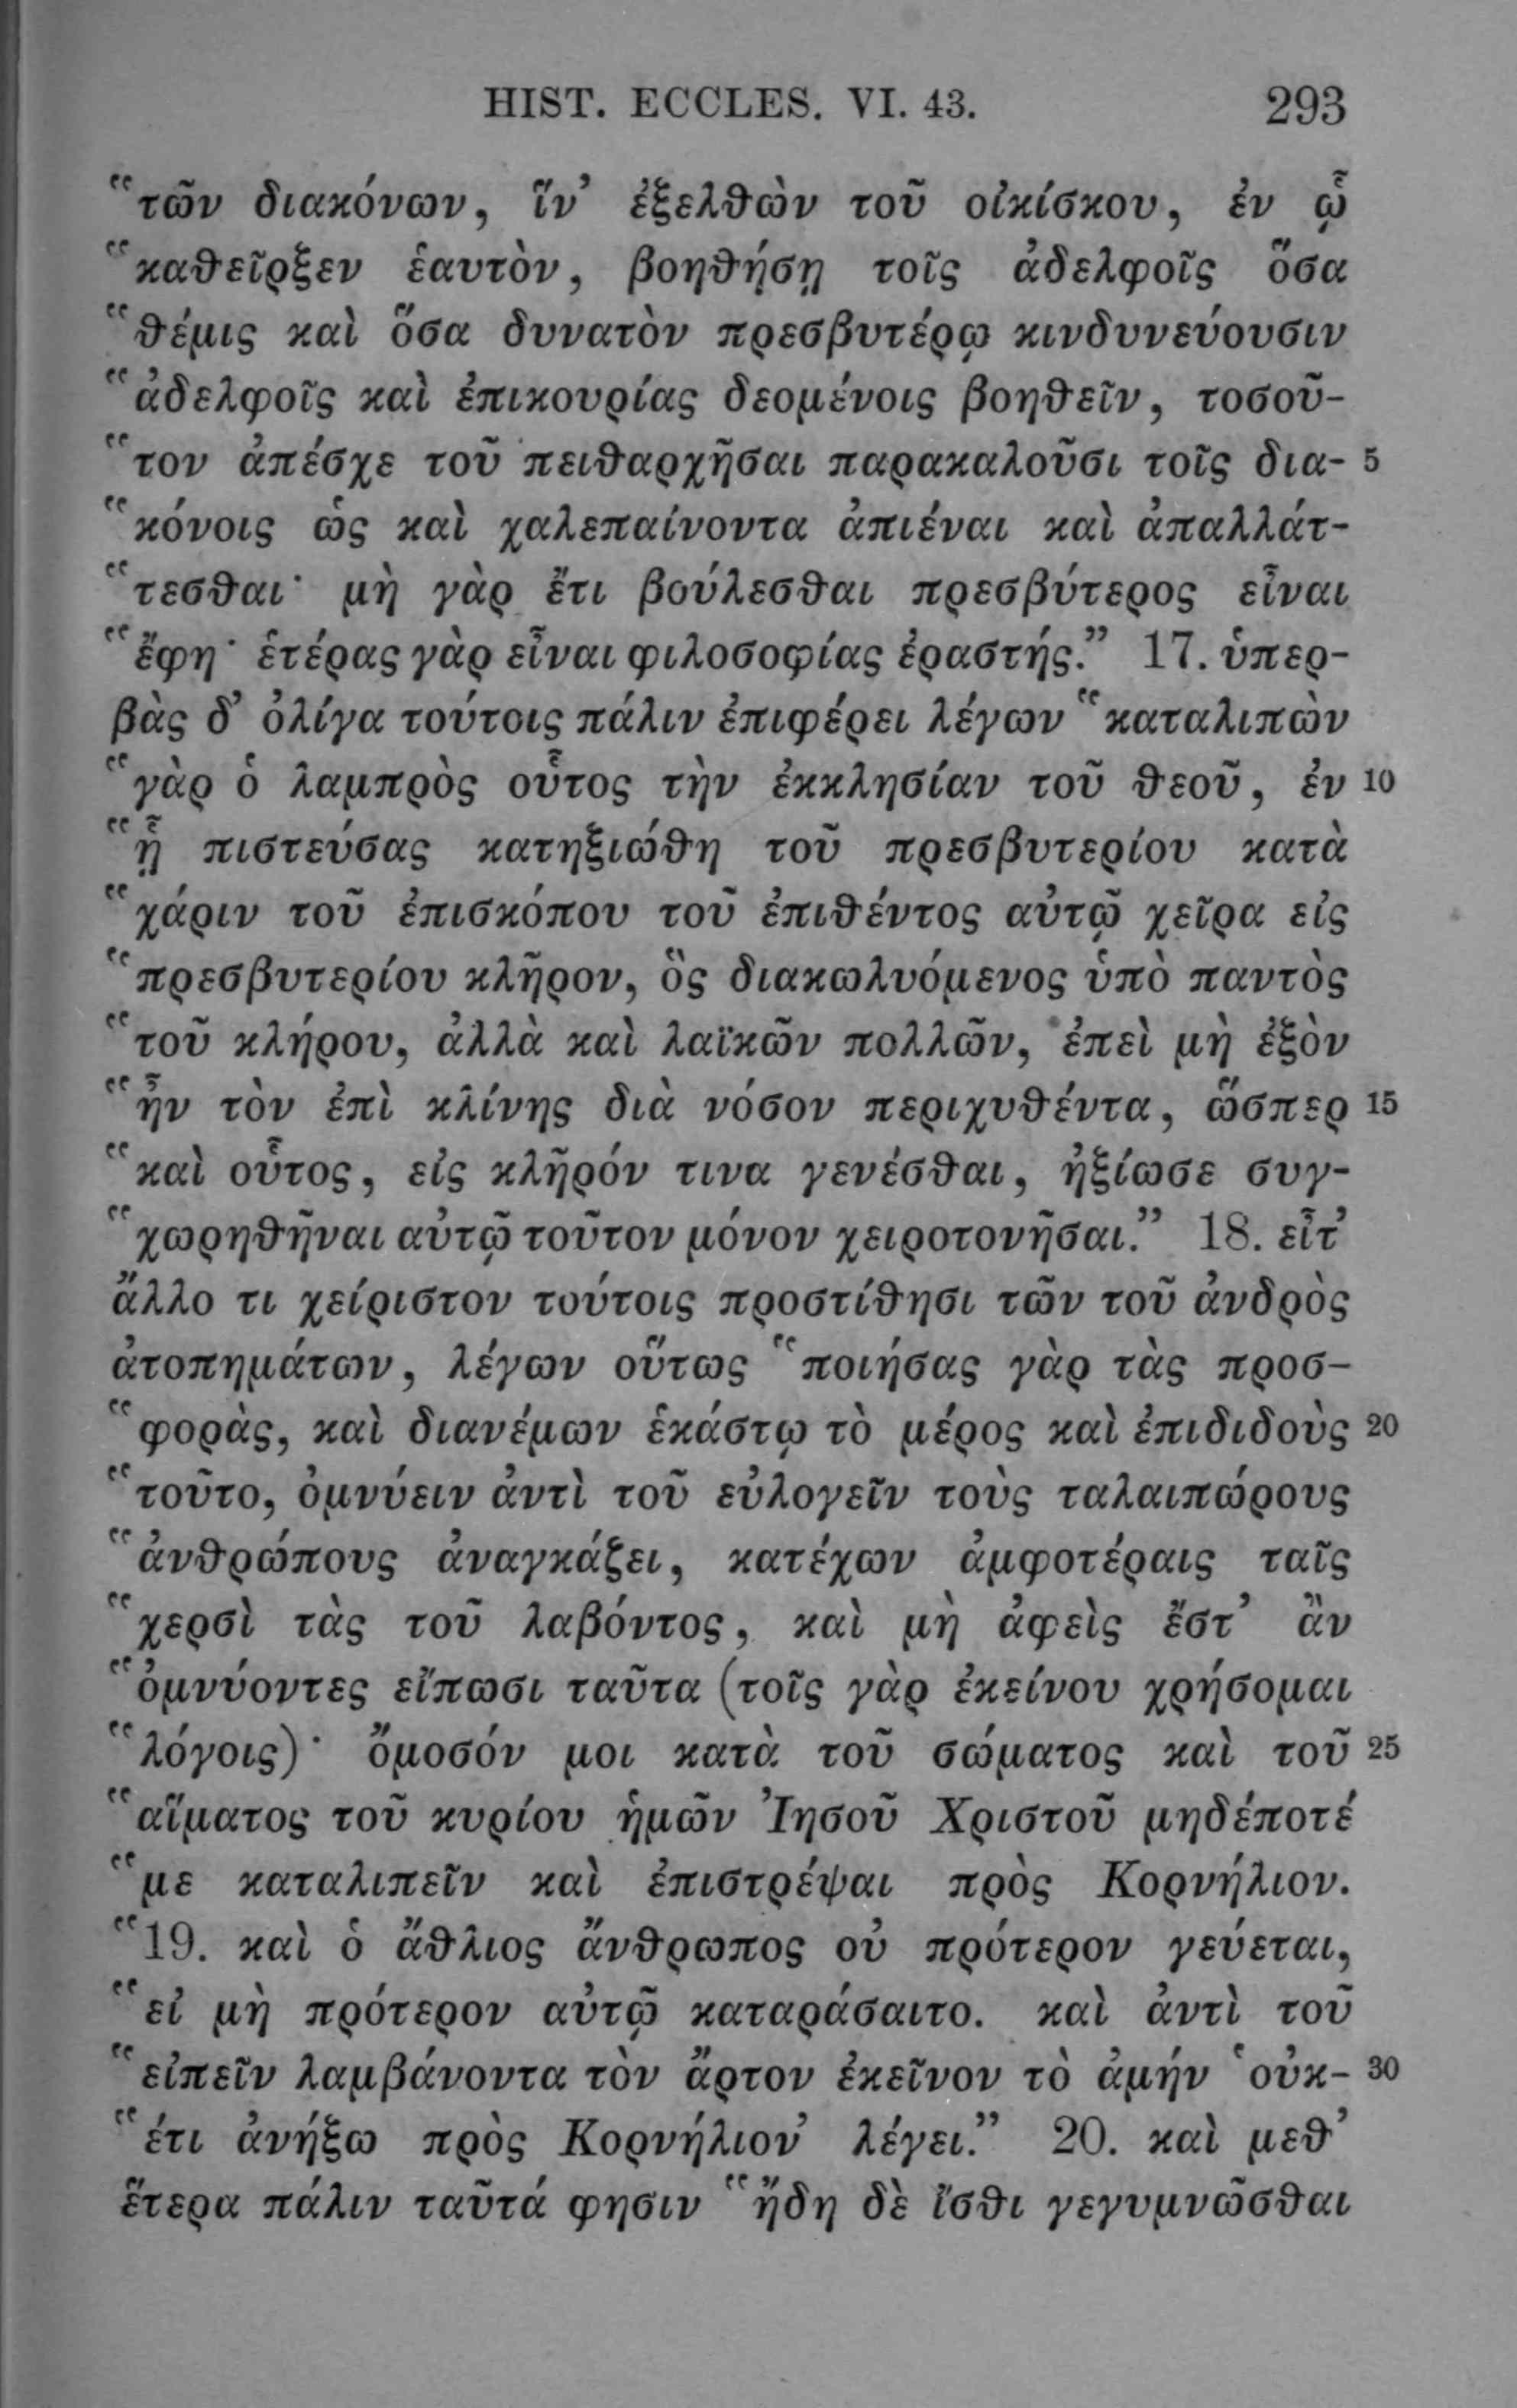 HIST. ECCLES. VI. 43. 293
“τῶν διακόνων, ἵν’ ἐξελθὼν τοῦ οἰκίσκου, ἐν ᾧ
“καθεῖρξεν ἑαυτὸν, βοηθήσῃ τοῖς ἀδελφοῖς ὅσα
“θέμις καὶ ὅσα δυνατὸν πρεσβυτέρῳ κινδυνεύουσιν
“ἀδελφοῖς καὶ ἐπικουρίας δεομένοις βοηθεῖν, τοσοῦ-
“τον ἀπέσχε τοῦ πειθαρχῆσαι παρακαλοῦσι τοῖς δια- 5
“κόνοις ὡς καὶ χαλεπαίνοντα ἀπιέναι καὶ ἀπαλλάτ-
“τεσθαι· μὴ γὰρ ἔτι βούλεσθαι πρεσβύτερος εἶναι
“ἔφη· ἑτέρας γὰρ εἶναι φιλοσοφίας ἐραστής.” 17. ὑπερ-
βὰς δ’ ὀλίγα τούτοις πάλιν ἐπιφέρει λέγων “καταλιπὼν
“γὰρ ὁ λαμπρὸς οὗτος τὴν ἐκκλησίαν τοῦ θεοῦ, ἐν 10
“ᾗ πιστεύσας κατηξιώθη τοῦ πρεσβυτερίου κατὰ
“χάριν τοῦ ἐπισκόπου τοῦ ἐπιθέντος αὐτῷ χεῖρα εἰς
“πρεσβυτερίου κλῆρον, ὃς διακωλυόμενος ὑπὸ παντὸς
“τοῦ κλήρου, ἀλλὰ καὶ λαϊκῶν πολλῶν, ἐπεὶ μὴ ἐξὸν
“ἦν τὸν ἐπὶ κλίνης διὰ νόσον περιχυθέντα, ὥσπερ 15
“καὶ οὗτος, εἰς κλῆρόν τινα γενέσθαι, ἠξίωσε συγ-
“χωρηθῆναι αὐτῷ τοῦτον μόνον χειροτονῆσαι.” 18. εἶτ’
ἄλλο τι χείριστον τούτοις προστίθησι τῶν τοῦ ἀνδρὸς
ἀτοπημάτων, λέγων οὕτως “ποιήσας γὰρ τὰς προσ-
“φορὰς, καὶ διανέμων ἑκάστῳ τὸ μέρος καὶ ἐπιδιδοὺς 20
“τοῦτο, ὀμνύειν ἀντὶ τοῦ εὐλογεῖν τοὺς ταλαιπώρους
“ἀνθρώπους ἀναγκάζει, κατέχων ἀμφοτέραις ταῖς
“χερσὶ τὰς τοῦ λαβόντος, καὶ μὴ ἀφεὶς ἔστ’ ἂν
“ὀμνύοντες εἴπωσι ταῦτα (τοῖς γὰρ ἐκείνου χρήσομαι
“λόγοις)· ὄμοσόν μοι κατὰ τοῦ σώματος καὶ τοῦ 25
“αἵματος τοῦ κυρίου ἡμῶν Ἰησοῦ Χριστοῦ μηδέποτέ
“με καταλιπεῖν καὶ ἐπιστρέψαι πρὸς Κορνήλιον.
“19. καὶ ὁ ἄθλιος ἄνθρωπος οὐ πρότερον γεύεται,
“εἰ μὴ πρότερον αὐτῷ καταράσαιτο. καὶ ἀντὶ τοῦ
“εἰπεῖν λαμβάνοντα τὸν ἄρτον ἐκεῖνον τὸ ἀμήν ‘οὐκ- 30
“έτι ἀνήξω πρὸς Κορνήλιον’ λέγει.” 20. καὶ μεθ’
ἕτερα πάλιν ταῦτά φησιν “ἤδη δὲ ἴσθι γεγυμνῶσθαι